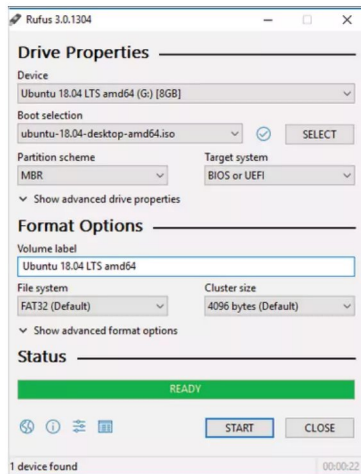 Rufus 3.0.1304
Drive Properties
Device
Ubuntu 18.04 LTS amd64 (G:) [8GB]
Boot selection
ubuntu-18.04-desktop-amd64.iso
SELECT
Partition scheme
Target system
MBR
BIOS or UEFI
Show advanced drive properties
Format Options
Volume label
Ubuntu 18.04 LTS amd64
File system
Cluster size
FAT32 (Default)
4096 bytes (Default)
Show advanced format options
Status
READY
START
CLOSE
1 device found
00:00:22